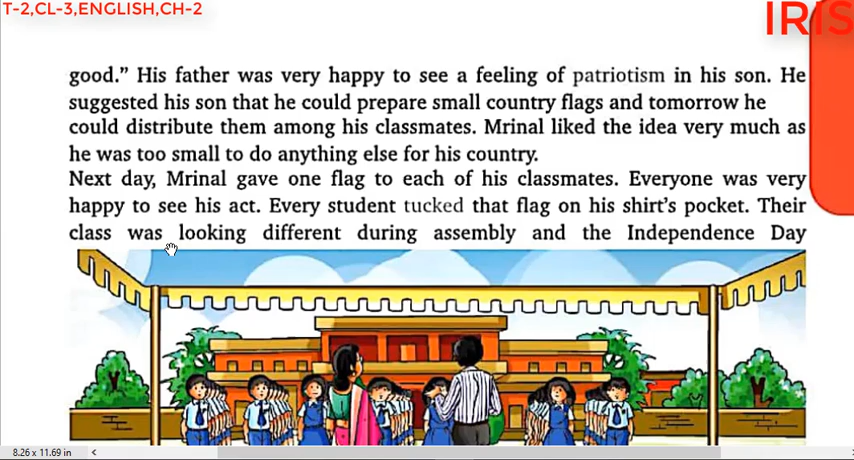 T-2,CL-3,ENGLISH,CH-2
IRIS
good.” His father was very happy to see a feeling of patriotism in his son. He
suggested his son that he could prepare small country flags and tomorrow he
could distribute them among his classmates. Mrinal liked the idea very much as
he was too small to do anything else for his country.
Next day, Mrinal gave one flag to each of his classmates. Everyone was very
happy to see his act. Every student tucked that flag on his shirt’s pocket. Their
class was looking different during assembly and the Independence Day
8.26 x 11.69 in